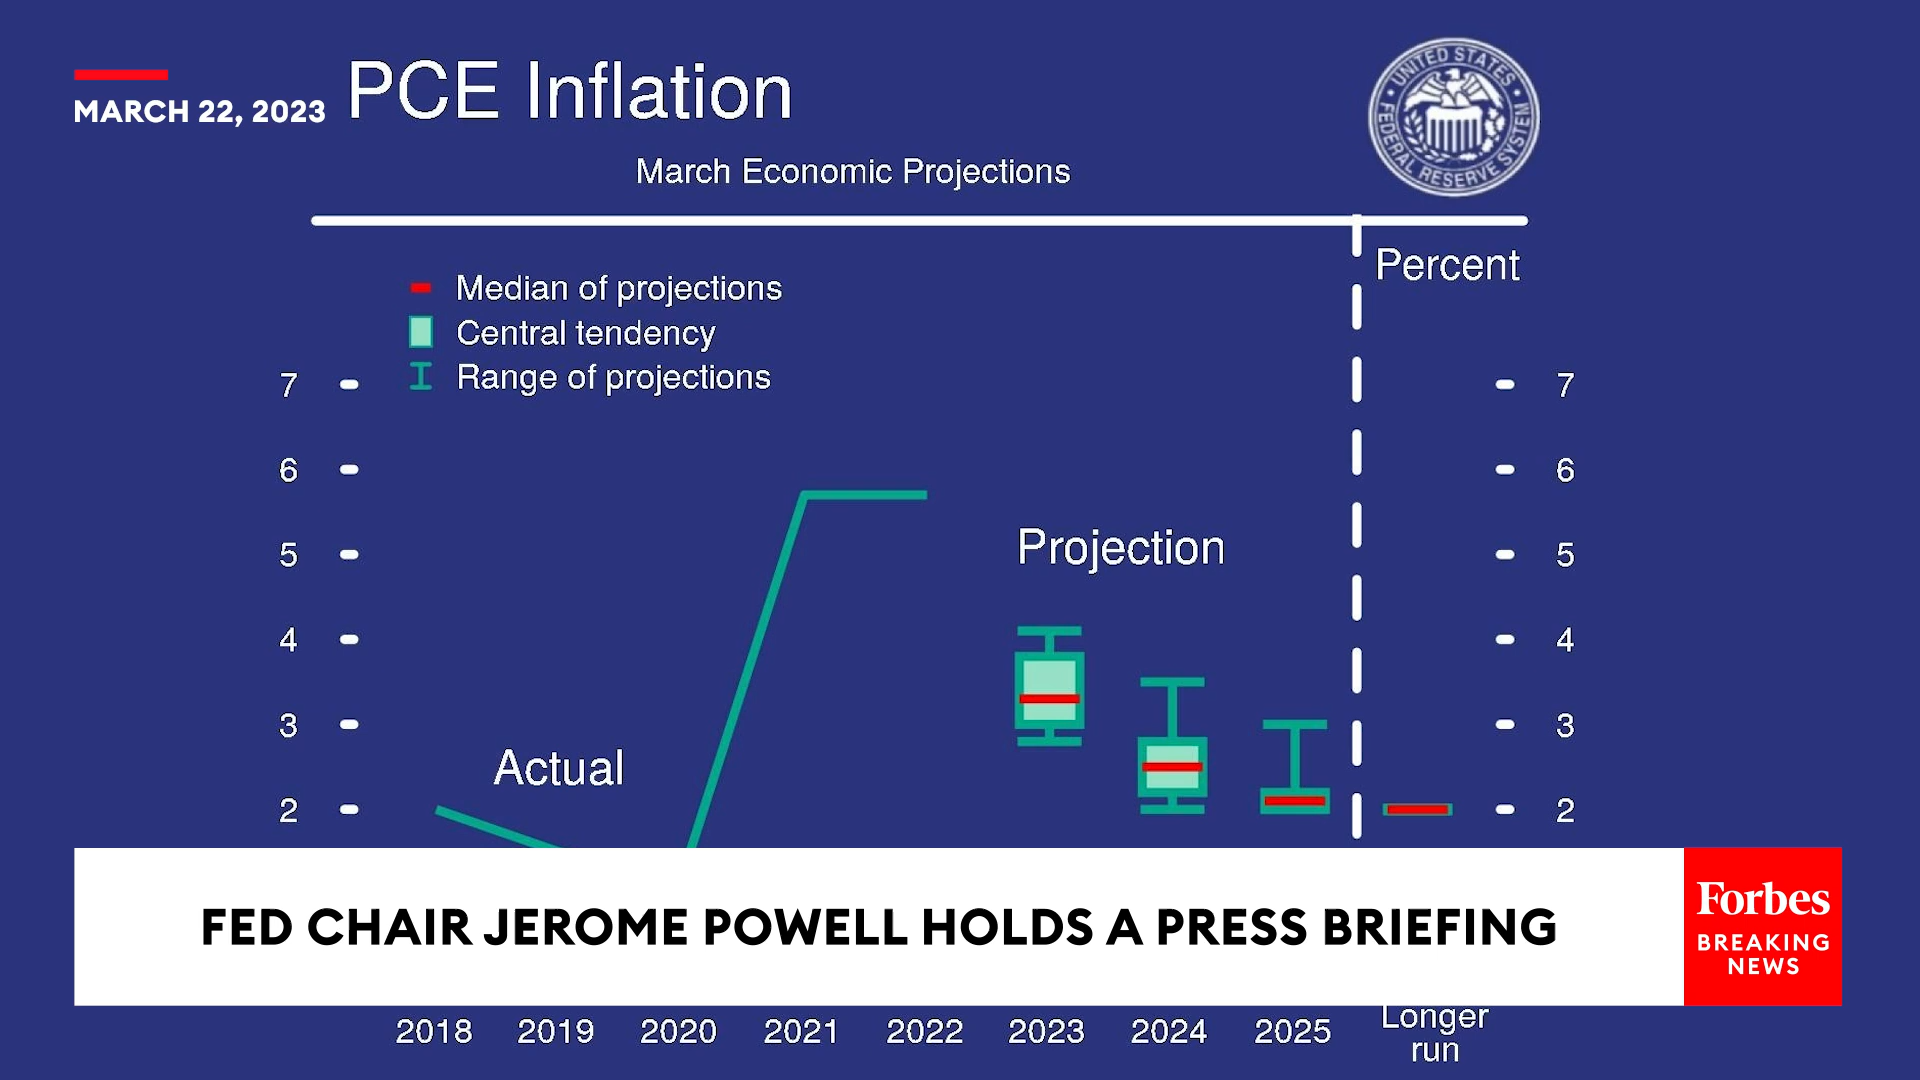 MARCH 22, 2023
PCE Inflation
March Economic Projections
UNITED STATES
FEDERAL RESERVE SYSTEM
Percent
Median of projections
Central tendency
Range of projections
7
7
6
6
5
5
4
4
3
3
2
2
Projection
Actual
FED CHAIR JEROME POWELL HOLDS A PRESS BRIEFING
Forbes
BREAKING
NEWS
2018 2019 2020 2021 2022 2023 2024 2025 Longer
run